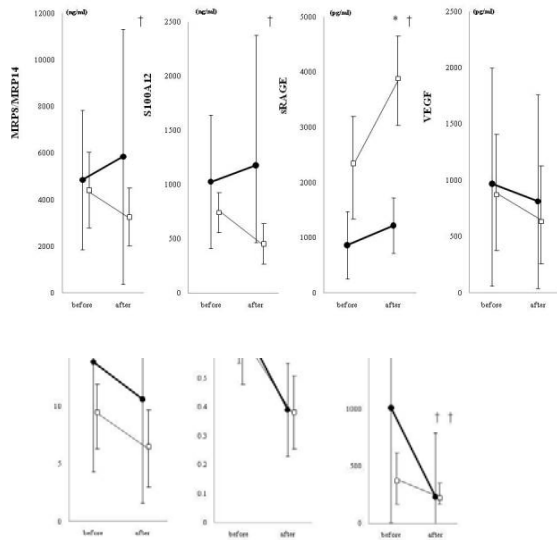 (ng/ml)
(ng/ml)
(pg/ml)
(pg/ml)
MRP8/MRP14
12000
10000
8000
6000
4000
2000
0
†
before
after
S100A12
2500
2000
1500
1000
500
0
†
before
after
sRAGE
5000
4000
3000
2000
1000
0
* †
before
after
VEGF
2500
2000
1500
1000
500
0
before
after
10
5
0
before
after
0.5
0.4
0.3
0.2
0.1
0
before
after
1000
500
0
† †
before
after